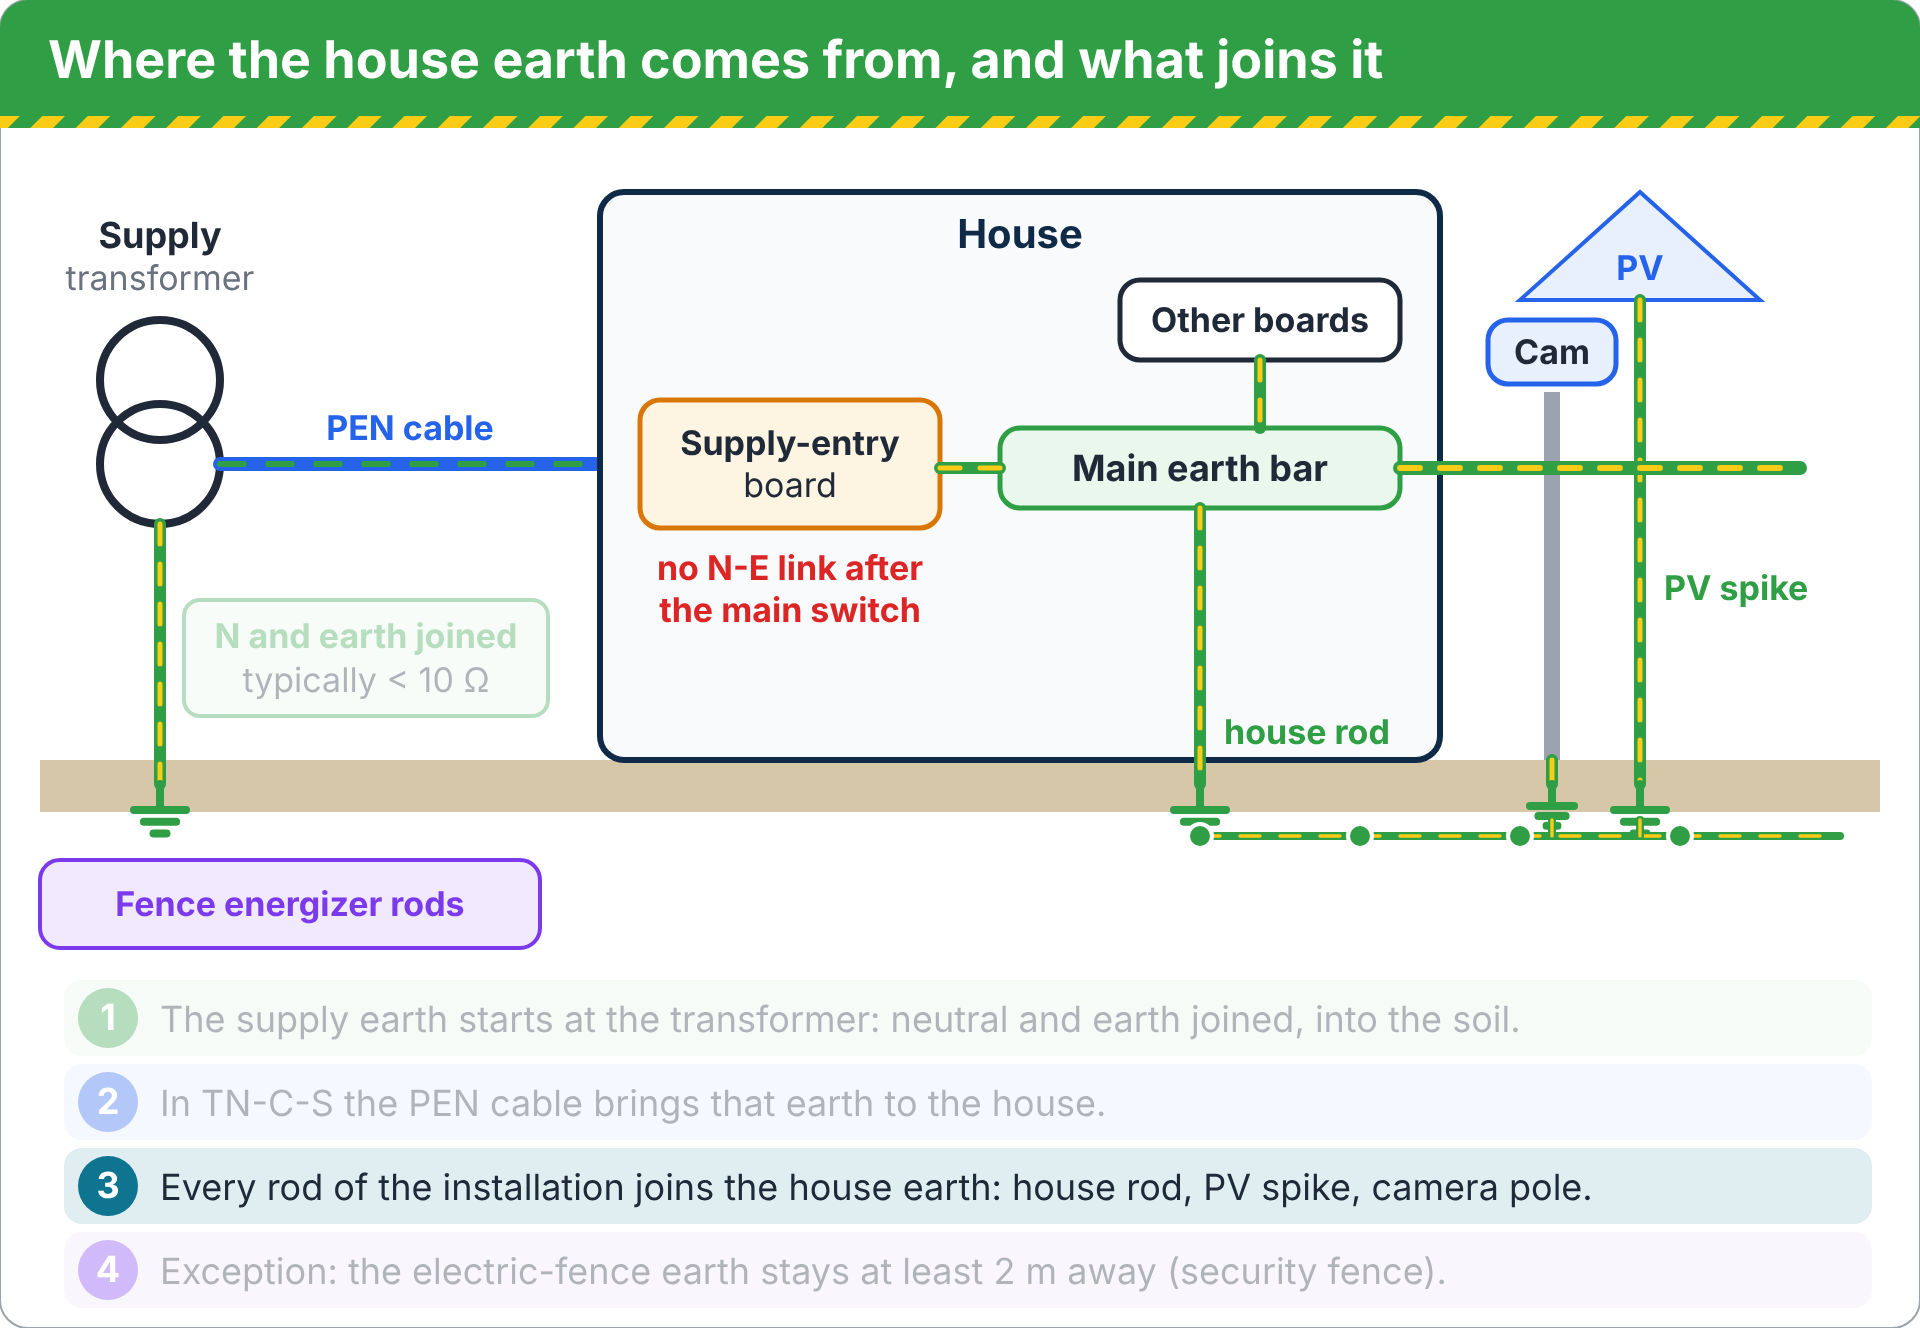 Where the house earth comes from, and what joins it
Supply
transformer
House
PV
Other boards
Cam
PEN cable
Supply-entry
board
Main earth bar
no N-E link after
the main switch
PV spike
N and earth joined
typically < 10 Ω
house rod
Fence energizer rods
1 The supply earth starts at the transformer: neutral and earth joined, into the soil.
2 In TN-C-S the PEN cable brings that earth to the house.
3 Every rod of the installation joins the house earth: house rod, PV spike, camera pole.
4 Exception: the electric-fence earth stays at least 2 m away (security fence).